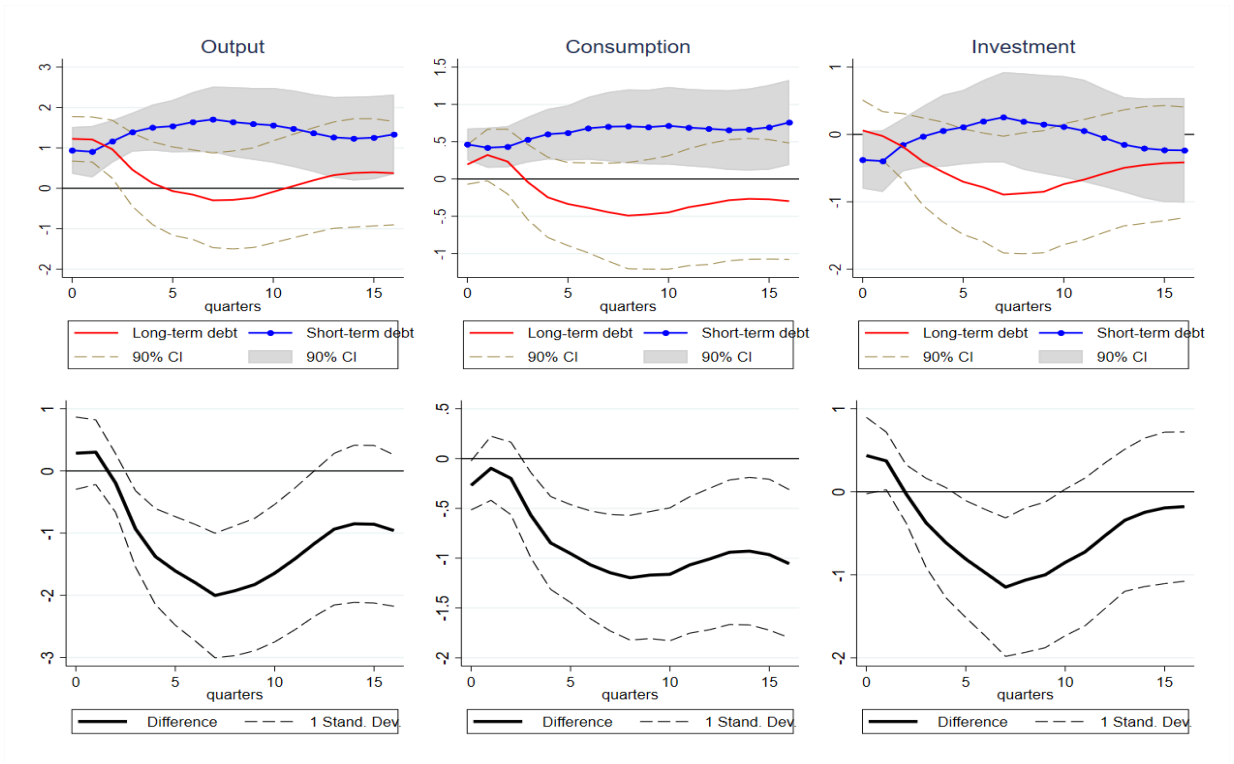 Output
Consumption
Investment
3
2
1
0
-1
-2
0
5
10
15
quarters
1.5
1
.5
0
-.5
-1
0
5
10
15
quarters
1
0
-1
-2
0
5
10
15
quarters
Long-term debt
Short-term debt
90% CI
90% CI
Long-term debt
Short-term debt
90% CI
90% CI
Long-term debt
Short-term debt
90% CI
90% CI
1
0
-1
-2
-3
0
5
10
15
quarters
.5
0
-.5
-1
-1.5
-2
0
5
10
15
quarters
1
0
-1
-2
0
5
10
15
quarters
Difference
1 Stand. Dev.
Difference
1 Stand. Dev.
Difference
1 Stand. Dev.